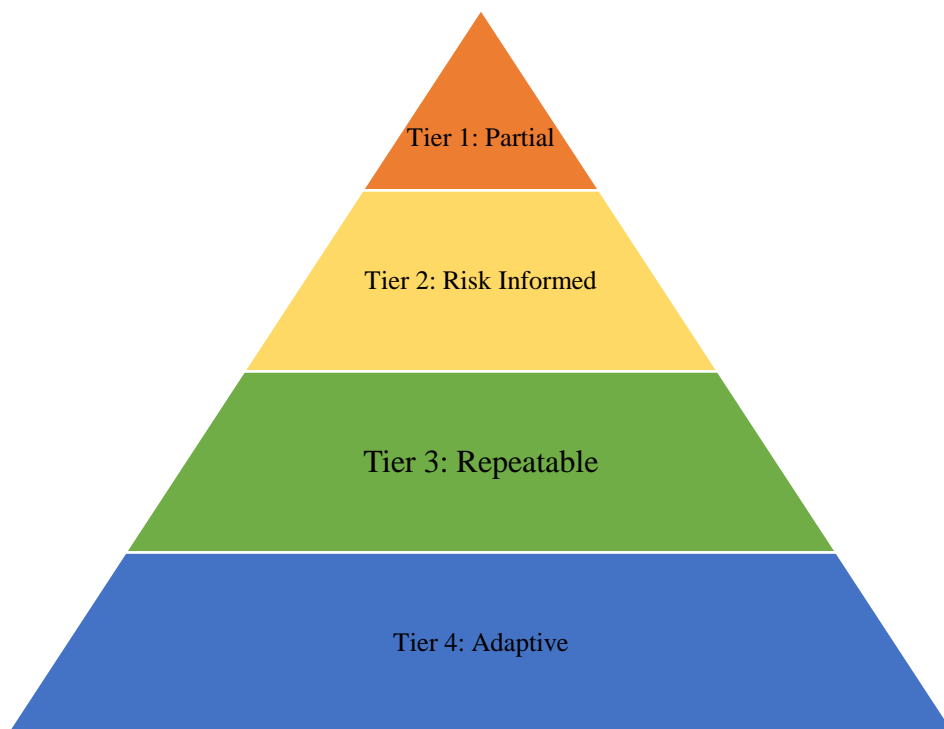 Tier 1: Partial
Tier 2: Risk Informed
Tier 3: Repeatable
Tier 4: Adaptive